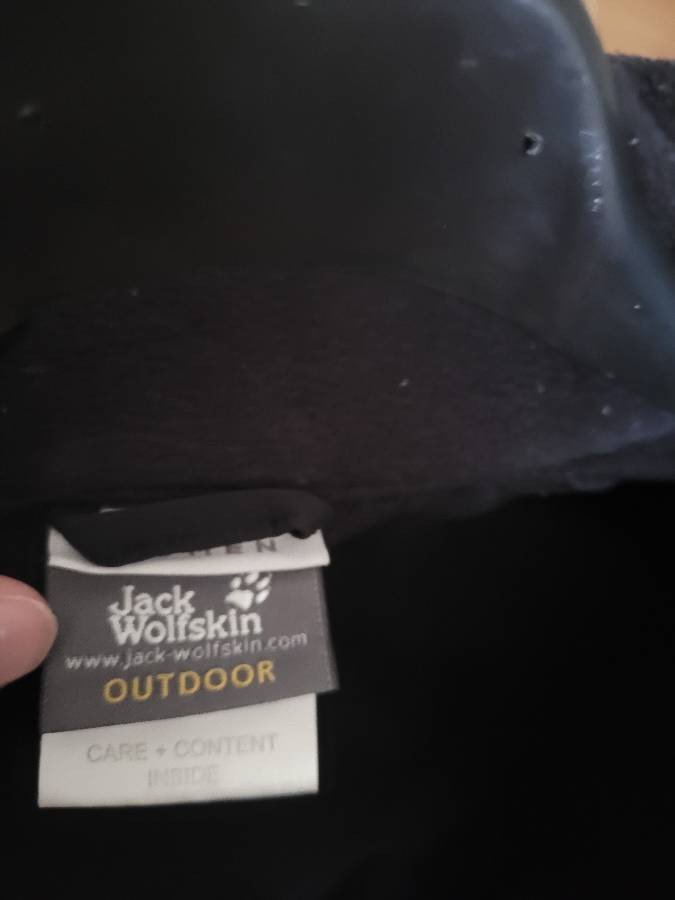 Jack
Wolfskin
www.jack-wolfskin.com
OUTDOOR
CARE + CONTENT
INSIDE